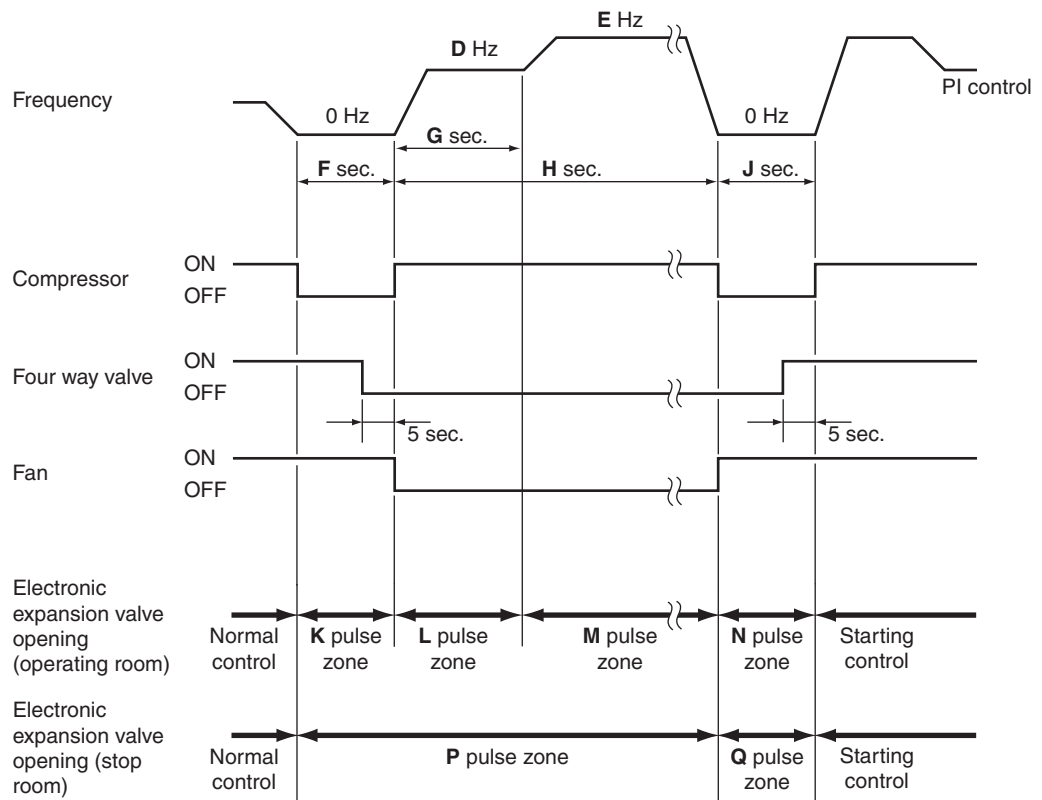 E Hz
D Hz
Frequency
PI control
0 Hz
0 Hz
G sec.
F sec.
H sec.
J sec.
Compressor
ON
OFF
Four way valve
ON
OFF
5 sec.
5 sec.
Fan
ON
OFF
Electronic
expansion valve
opening
(operating room)
Normal
control
K pulse
zone
L pulse
zone
M pulse
zone
N pulse
zone
Starting
control
Electronic
expansion valve
opening (stop
room)
Normal
control
P pulse zone
Q pulse
zone
Starting
control